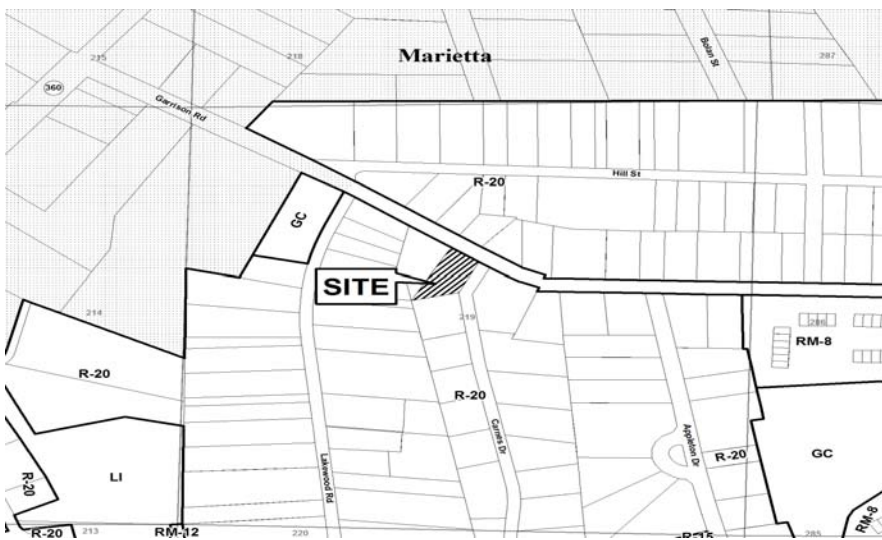 215
218
Marietta
Bolan St
287
360
Garrison Rd
Hill St
R-20
GC
SITE
214
219
286
RM-8
R-20
R-20
Carnes Dr
Appleton Dr
R-20
GC
LI
R-20
Lakewood Rd
RM-8
R-20
213
RM-12
220
R-15
285